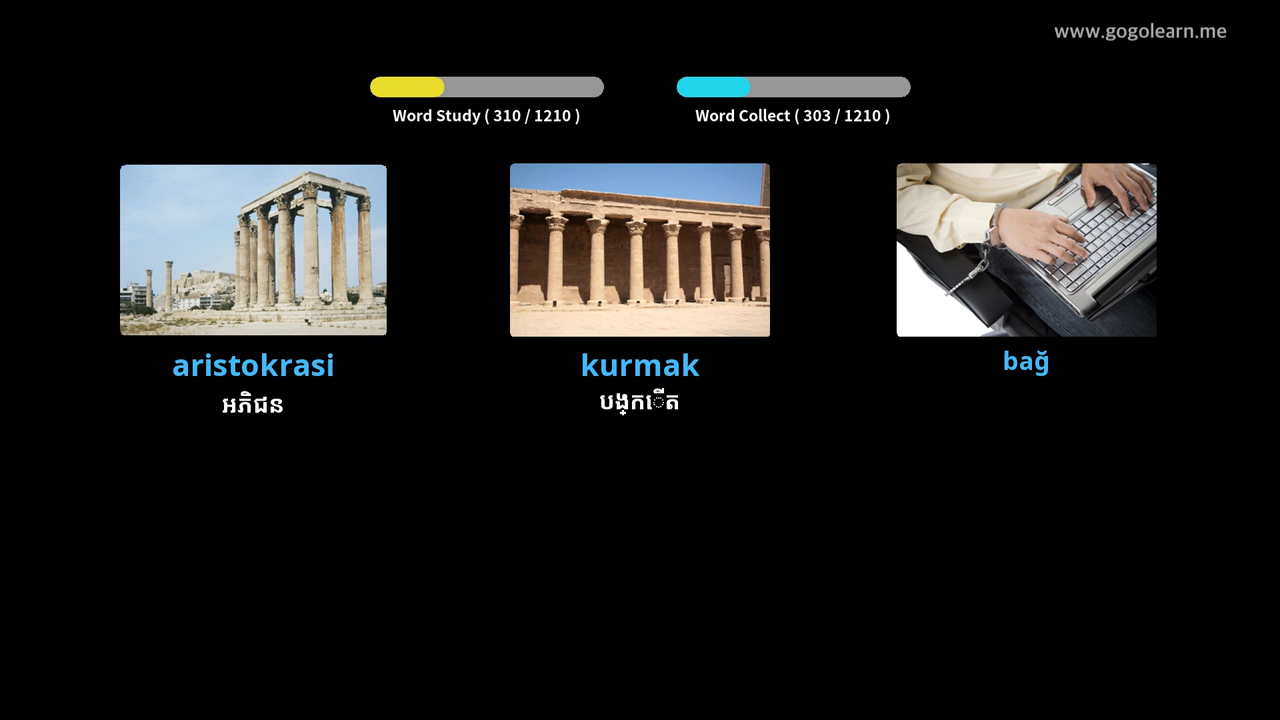 www.gogolearn.me
Word Study ( 310 / 1210 )
Word Collect ( 303 / 1210 )
aristokrasi
kurmak
bağ
អភិជន
បង្កើត